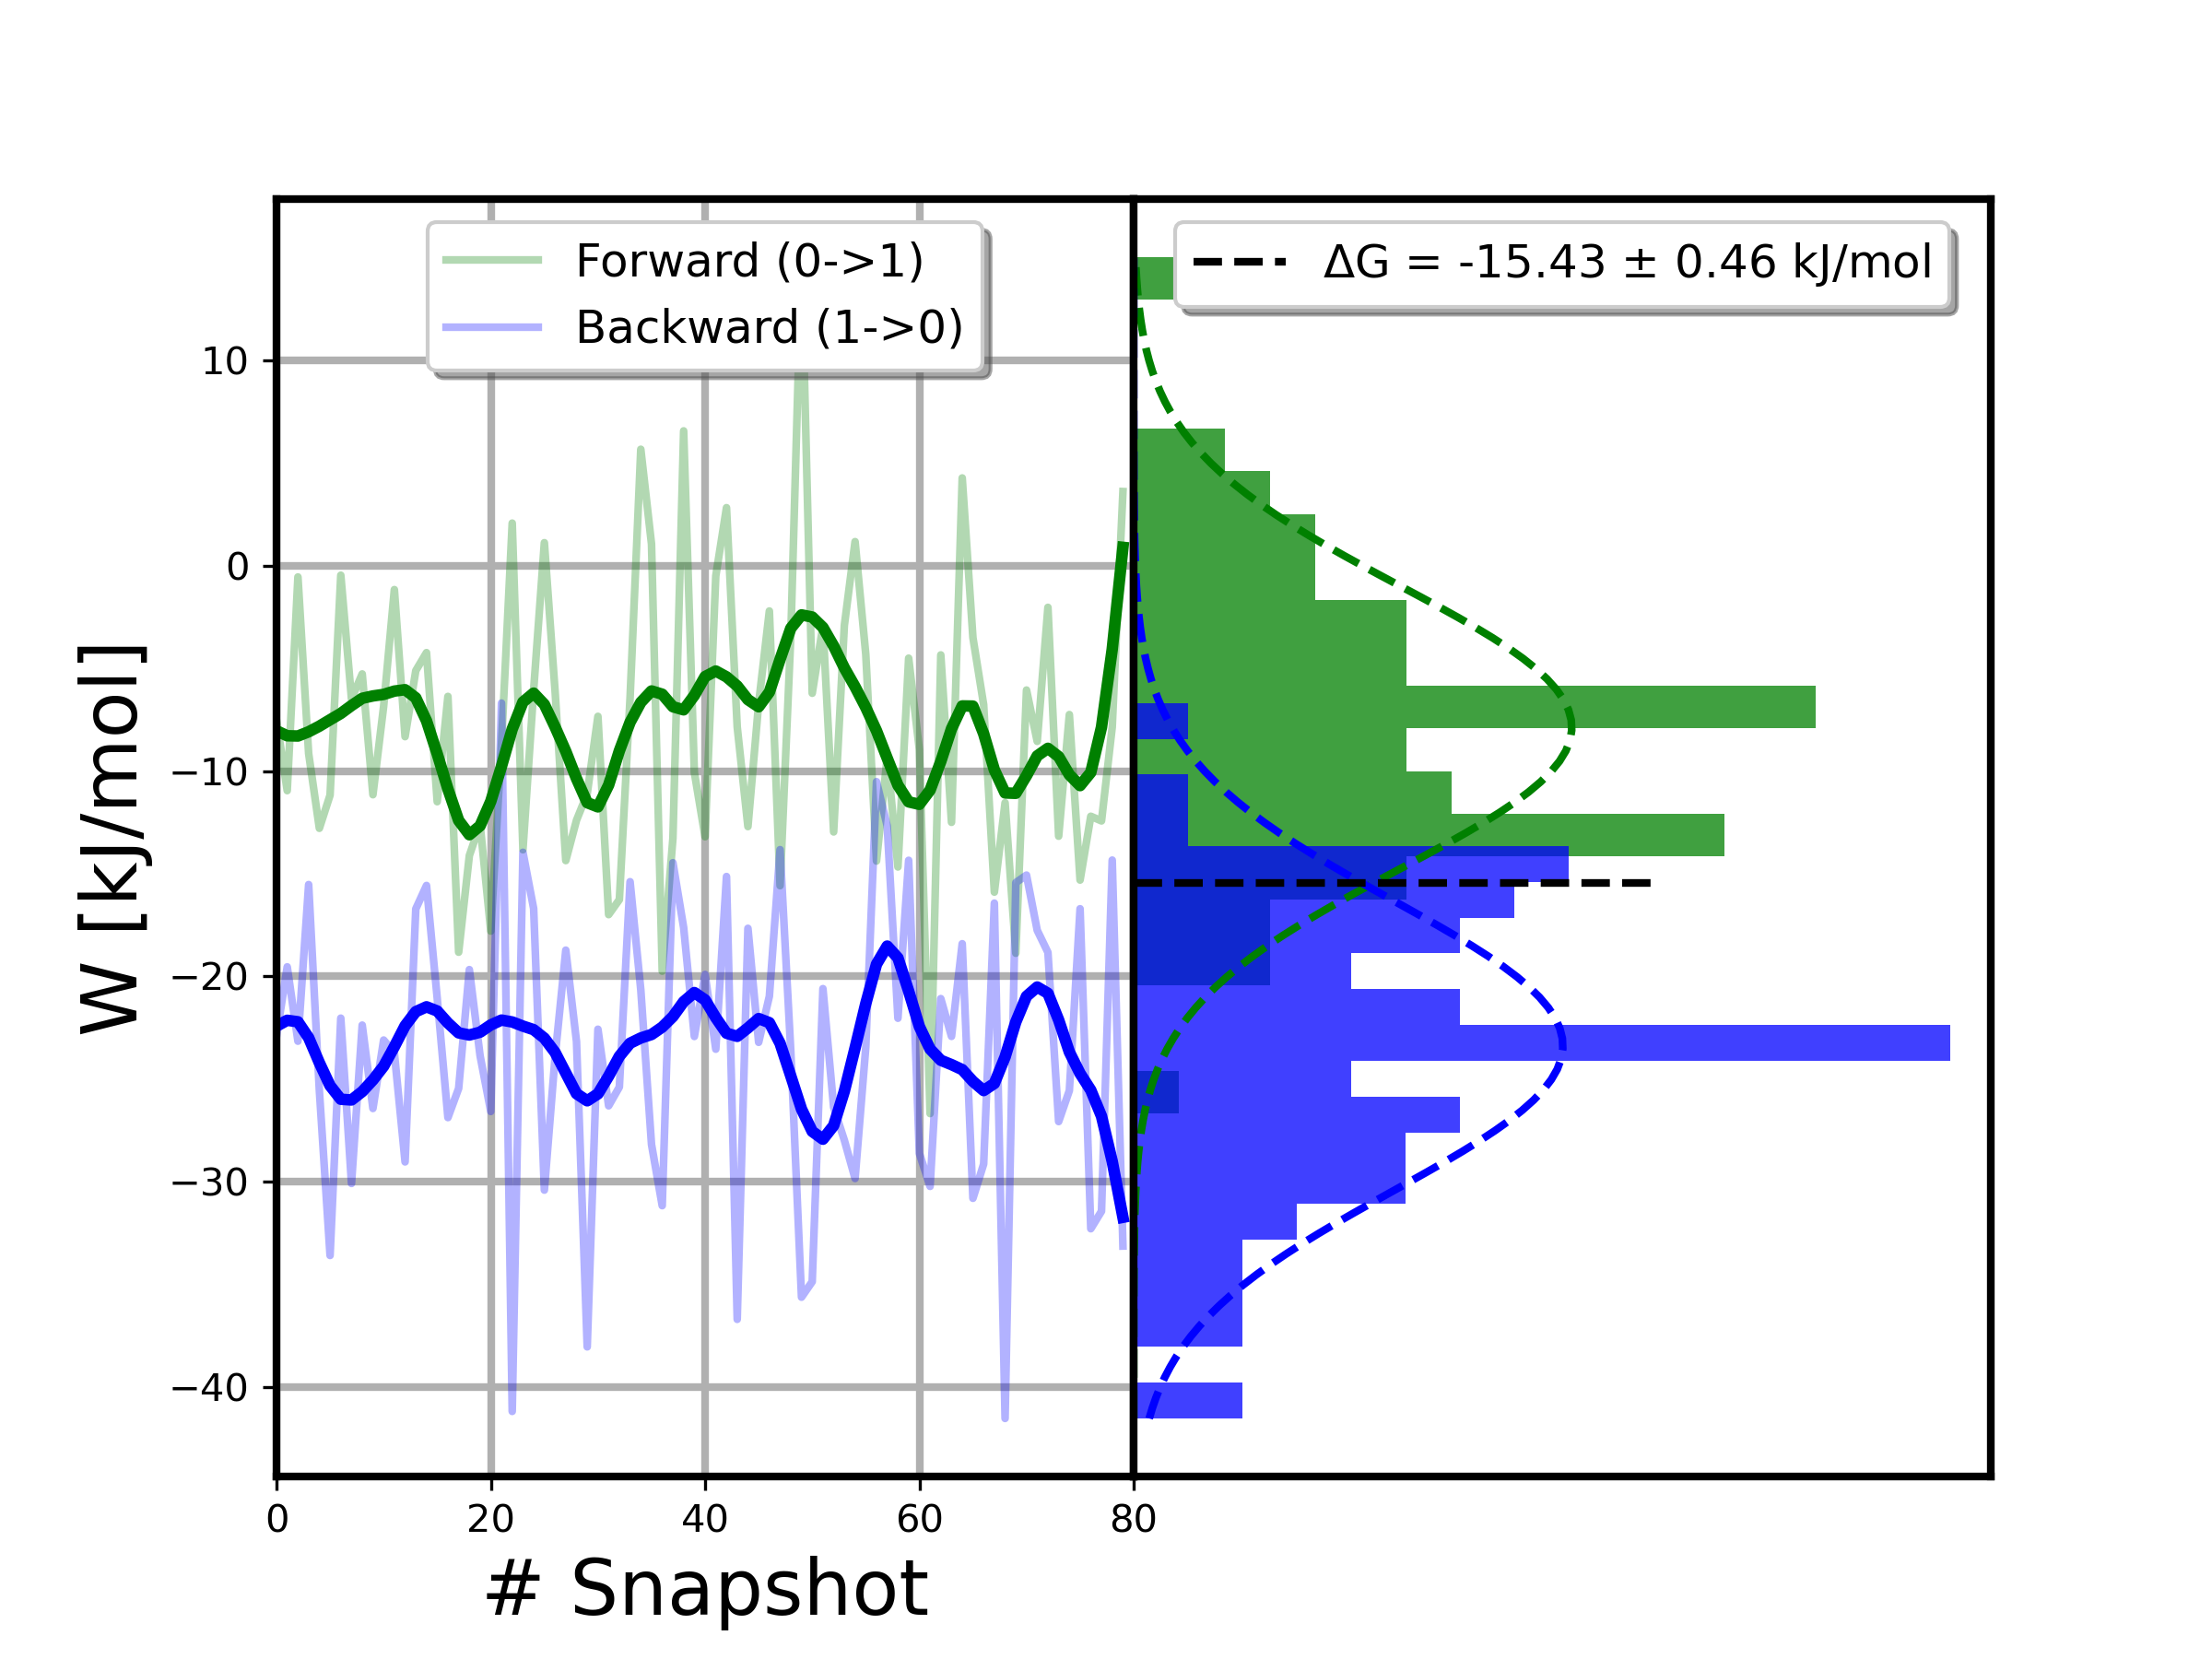 Forward (0->1)
Backward (1->0)
ΔG = -15.43 ± 0.46 kJ/mol
W [kJ/mol]
10
0
−10
−20
−30
−40
0 20 40 60 80
# Snapshot